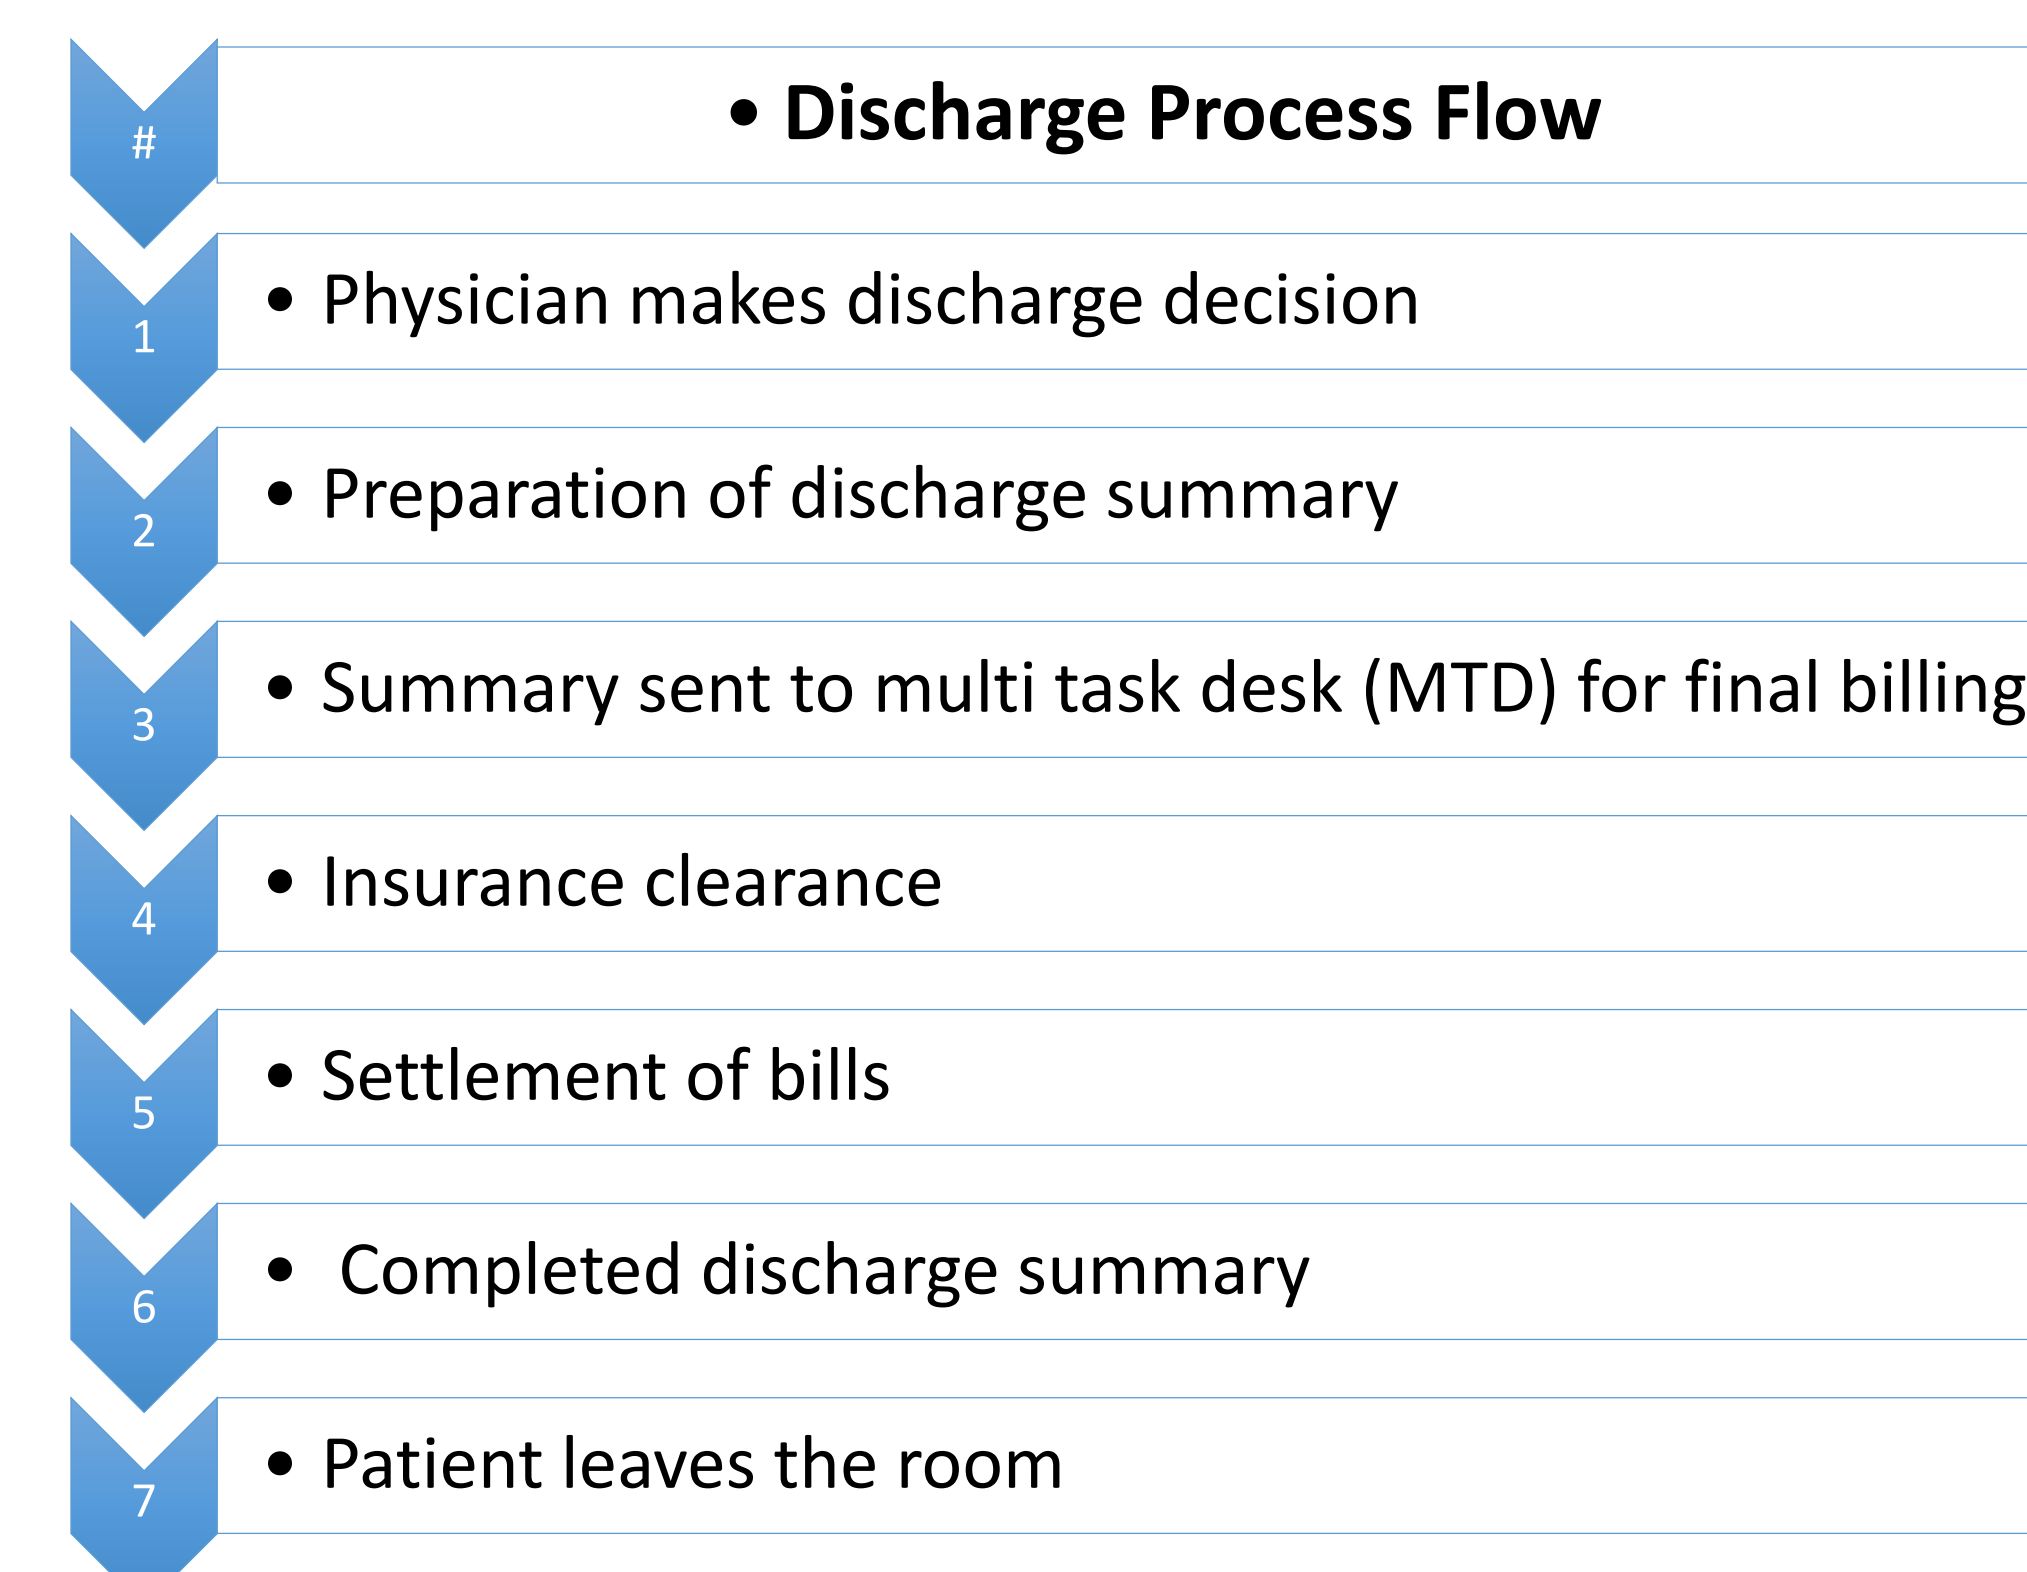 #
• Discharge Process Flow
1
• Physician makes discharge decision
2
• Preparation of discharge summary
3
• Summary sent to multi task desk (MTD) for final billing
4
• Insurance clearance
5
• Settlement of bills
6
• Completed discharge summary
7
• Patient leaves the room